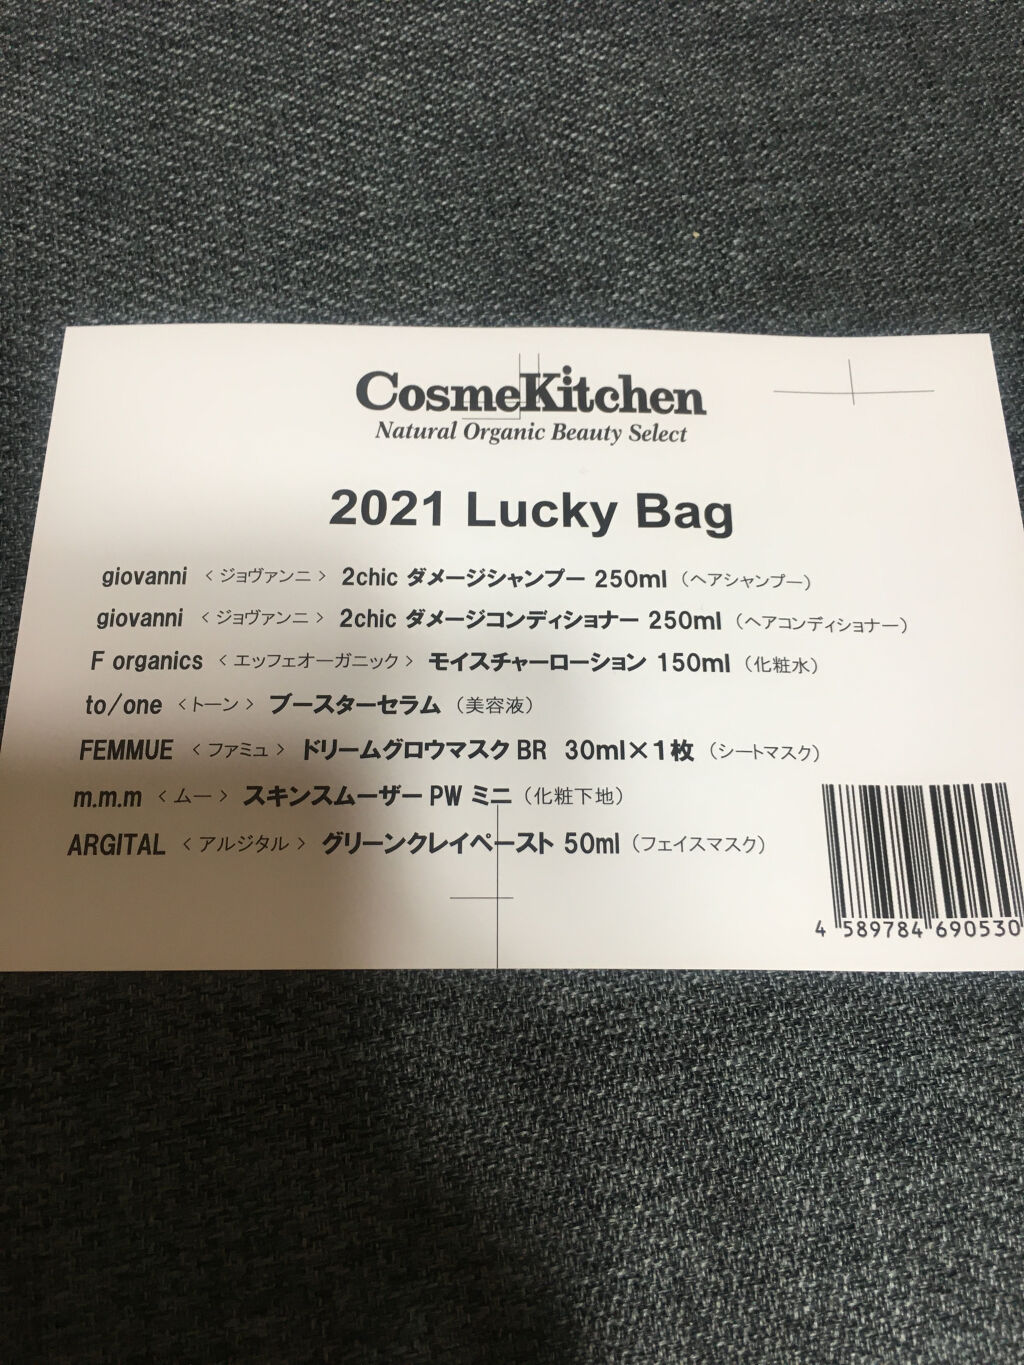 CosmeKitchen
Natural Organic Beauty Select
2021 Lucky Bag
giovanni <ジョヴァンニ> 2chic ダメージシャンプー 250ml (ヘアシャンプー)
giovanni <ジョヴァンニ> 2chic ダメージコンディショナー 250ml (ヘアコンディショナー)
F organics <エッフェオーガニック> モイスチャーローション 150ml (化粧水)
to/one <トーン> ブースターセラム (美容液)
FEMMUE <ファミュ> ドリームグロウマスク BR 30ml×1枚 (シートマスク)
m.m.m <ムー> スキンスムーザー PW ミニ (化粧下地)
ARGITAL <アルジタル> グリーンクレイペースト 50ml (フェイスマスク)
4 589784 690530